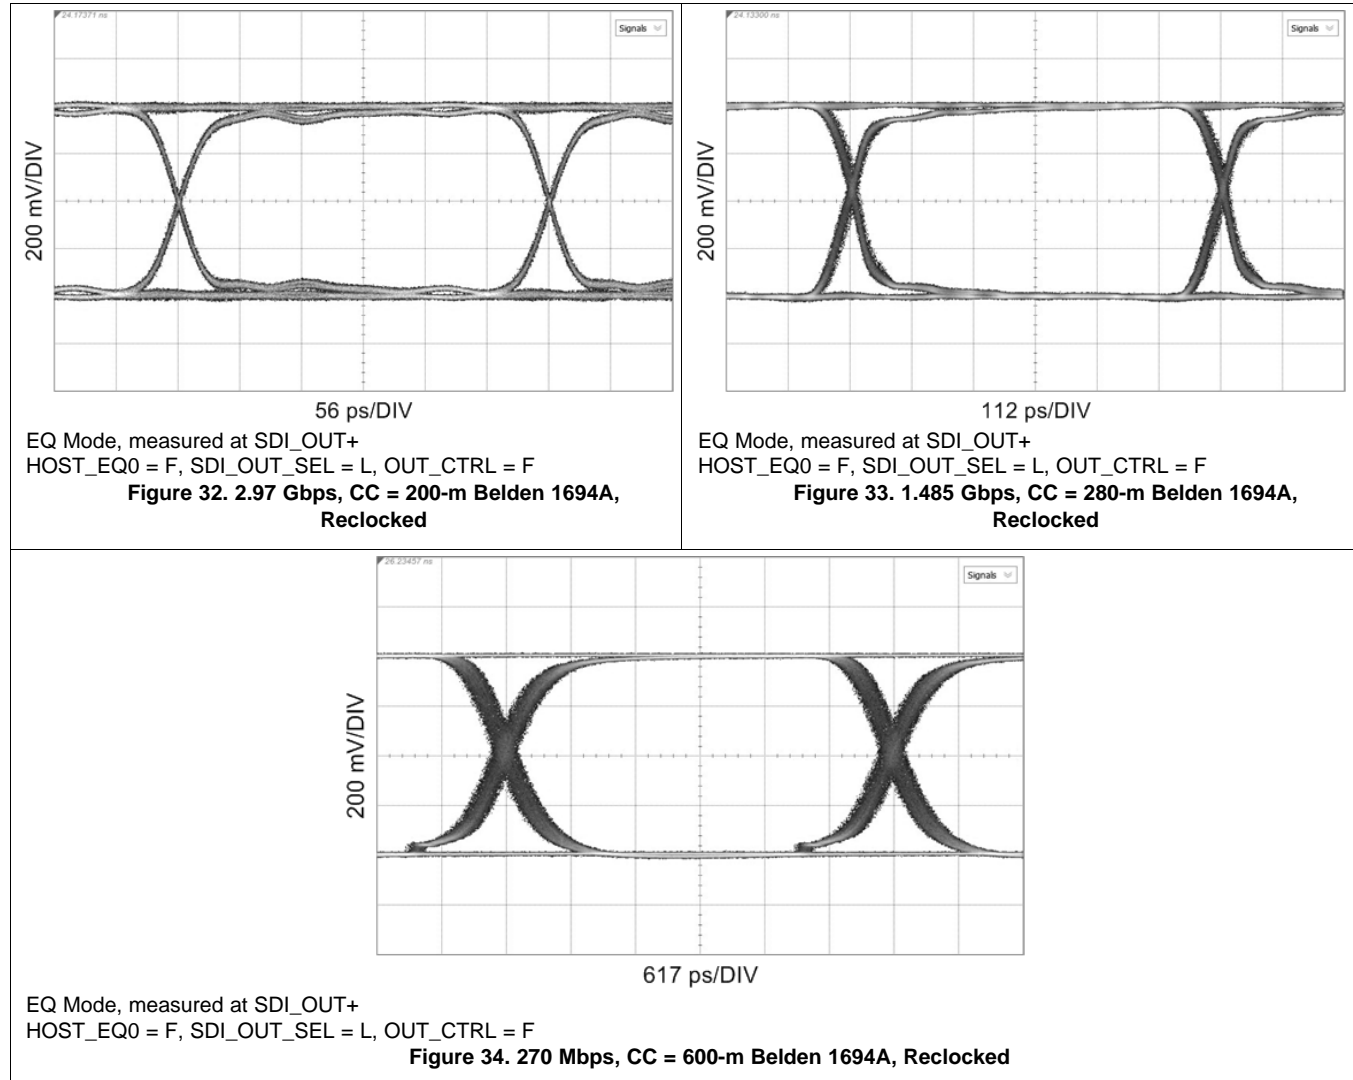 24.17371 ns
Signals
200 mV/DIV
56 ps/DIV
EQ Mode, measured at SDI_OUT+
HOST_EQ0 = F, SDI_OUT_SEL = L, OUT_CTRL = F
Figure 32. 2.97 Gbps, CC = 200-m Belden 1694A,
Reclocked
24.13300 ns
Signals
200 mV/DIV
112 ps/DIV
EQ Mode, measured at SDI_OUT+
HOST_EQ0 = F, SDI_OUT_SEL = L, OUT_CTRL = F
Figure 33. 1.485 Gbps, CC = 280-m Belden 1694A,
Reclocked
26.23457 ns
Signals
200 mV/DIV
617 ps/DIV
EQ Mode, measured at SDI_OUT+
HOST_EQ0 = F, SDI_OUT_SEL = L, OUT_CTRL = F
Figure 34. 270 Mbps, CC = 600-m Belden 1694A, Reclocked